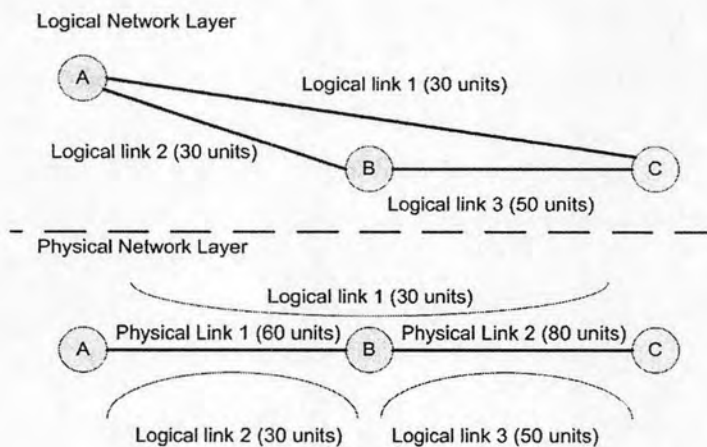 Logical Network Layer
A
Logical link 1 (30 units)
Logical link 2 (30 units)
B
C
Logical link 3 (50 units)
Physical Network Layer
Logical link 1 (30 units)
A
Physical Link 1 (60 units)
B
Physical Link 2 (80 units)
C
Logical link 2 (30 units)
Logical link 3 (50 units)